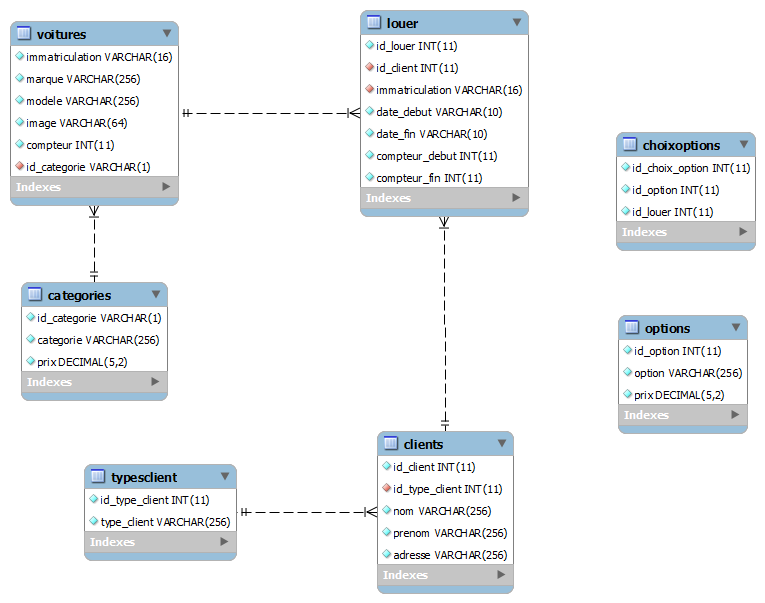 voitures
immatriculation VARCHAR(16)
marque VARCHAR(256)
modele VARCHAR(256)
image VARCHAR(64)
compteur INT(11)
id_categorie VARCHAR(1)
Indexes
louer
id_louer INT(11)
id_client INT(11)
immatriculation VARCHAR(16)
date_debut VARCHAR(10)
date_fin VARCHAR(10)
compteur_debut INT(11)
compteur_fin INT(11)
Indexes
choixoptions
id_choix_option INT(11)
id_option INT(11)
id_louer INT(11)
Indexes
categories
id_categorie VARCHAR(1)
categorie VARCHAR(256)
prix DECIMAL(5,2)
Indexes
options
id_option INT(11)
option VARCHAR(256)
prix DECIMAL(5,2)
Indexes
typesclient
id_type_client INT(11)
type_client VARCHAR(256)
Indexes
clients
id_client INT(11)
id_type_client INT(11)
nom VARCHAR(256)
prenom VARCHAR(256)
adresse VARCHAR(256)
Indexes